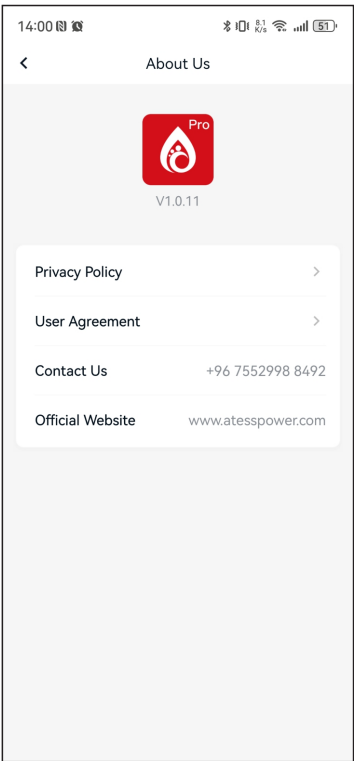 14:00
8.1
K/s
51
About Us
Pro
V1.0.11
Privacy Policy
User Agreement
Contact Us +96 7552998 8492
Official Website www.atesspower.com